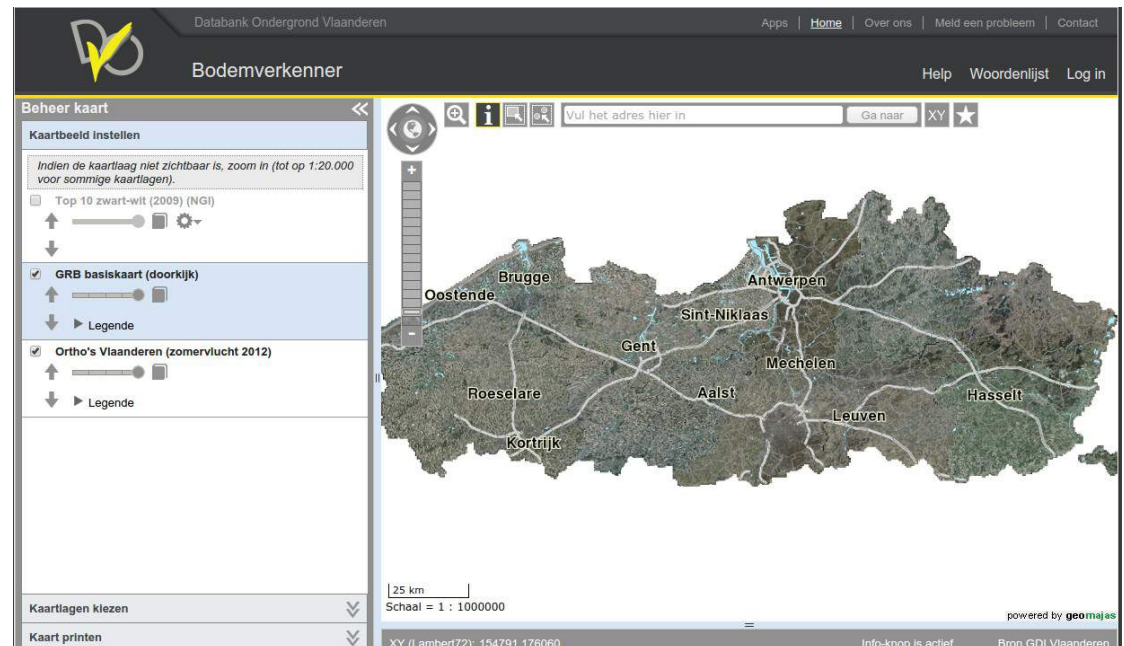 Databank Ondergrond Vlaanderen
Apps | Home | Over ons | Meld een probleem | Contact
DOV
Bodemverkenner
Help Woordenlijst Log in
Beheer kaart
Kaartbeeld instellen
Indien de kaartlaag niet zichtbaar is, zoom in (tot op 1:20.000
voor sommige kaartlagen).
Top 10 zwart-wit (2009) (NGI)
GRB basiskaart (doorkijk)
Legende
Ortho's Vlaanderen (zomervlucht 2012)
Legende
Kaartlagen kiezen
Kaart printen
i
Vul het adres hier in
Ga naar
XY
+
-
Brugge
Oostende
Antwerpen
Sint-Niklaas
Gent
Mechelen
Roeselare
Aalst
Hasselt
Leuven
Kortrijk
25 km
Schaal = 1 : 1000000
powered by geomajas
XY (Lambert72): 154791 176060
Info-knop is actief
Bron GDI Vlaanderen